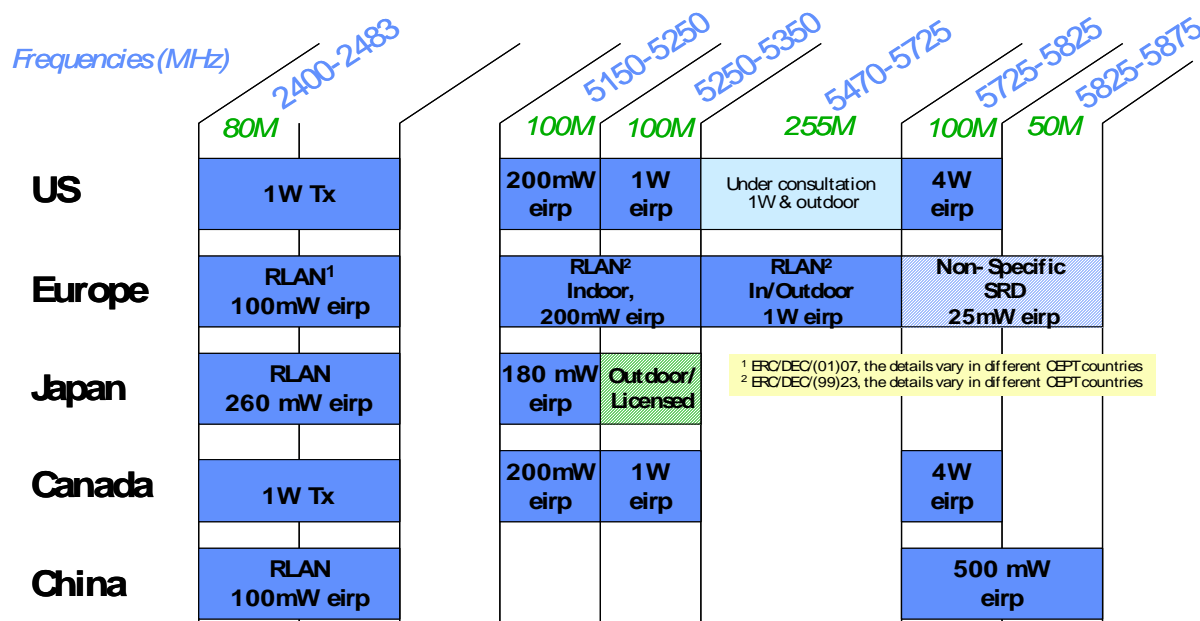 Frequencies (MHz)
2400-2483
5150-5250
5250-5350
5470-5725
5725-5825
5825-5875
80M
100M
100M
255M
100M
50M
US
1W Tx
200mW
eirp
1W
eirp
Under consultation
1W & outdoor
4W
eirp
Europe
RLAN¹
100mW eirp
RLAN²
Indoor,
200mW eirp
RLAN²
In/Outdoor
1W eirp
Non-Specific
SRD
25mW eirp
Japan
RLAN
260 mW eirp
180 mW
eirp
Outdoor/
Licensed
¹ ERC/DEC/(01)07, the details vary in different CEPT countries
² ERC/DEC/(99)23, the details vary in different CEPT countries
Canada
1W Tx
200mW
eirp
1W
eirp
4W
eirp
China
RLAN
100mW eirp
500 mW
eirp